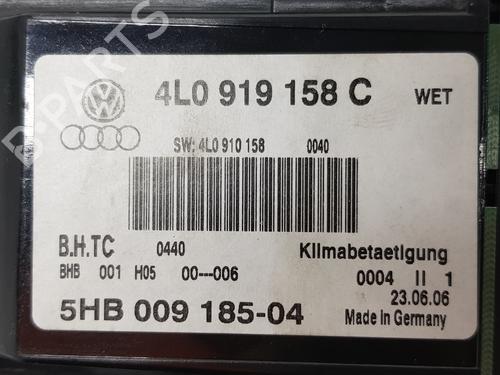 4L0 919 158 C WET
SW: 4L0 910 158 0040
B.H.TC 0440 Klimabetaetigung
BHB 001 H05 00---006 0004 II 1
23.06.06
5HB 009 185-04 Made in Germany